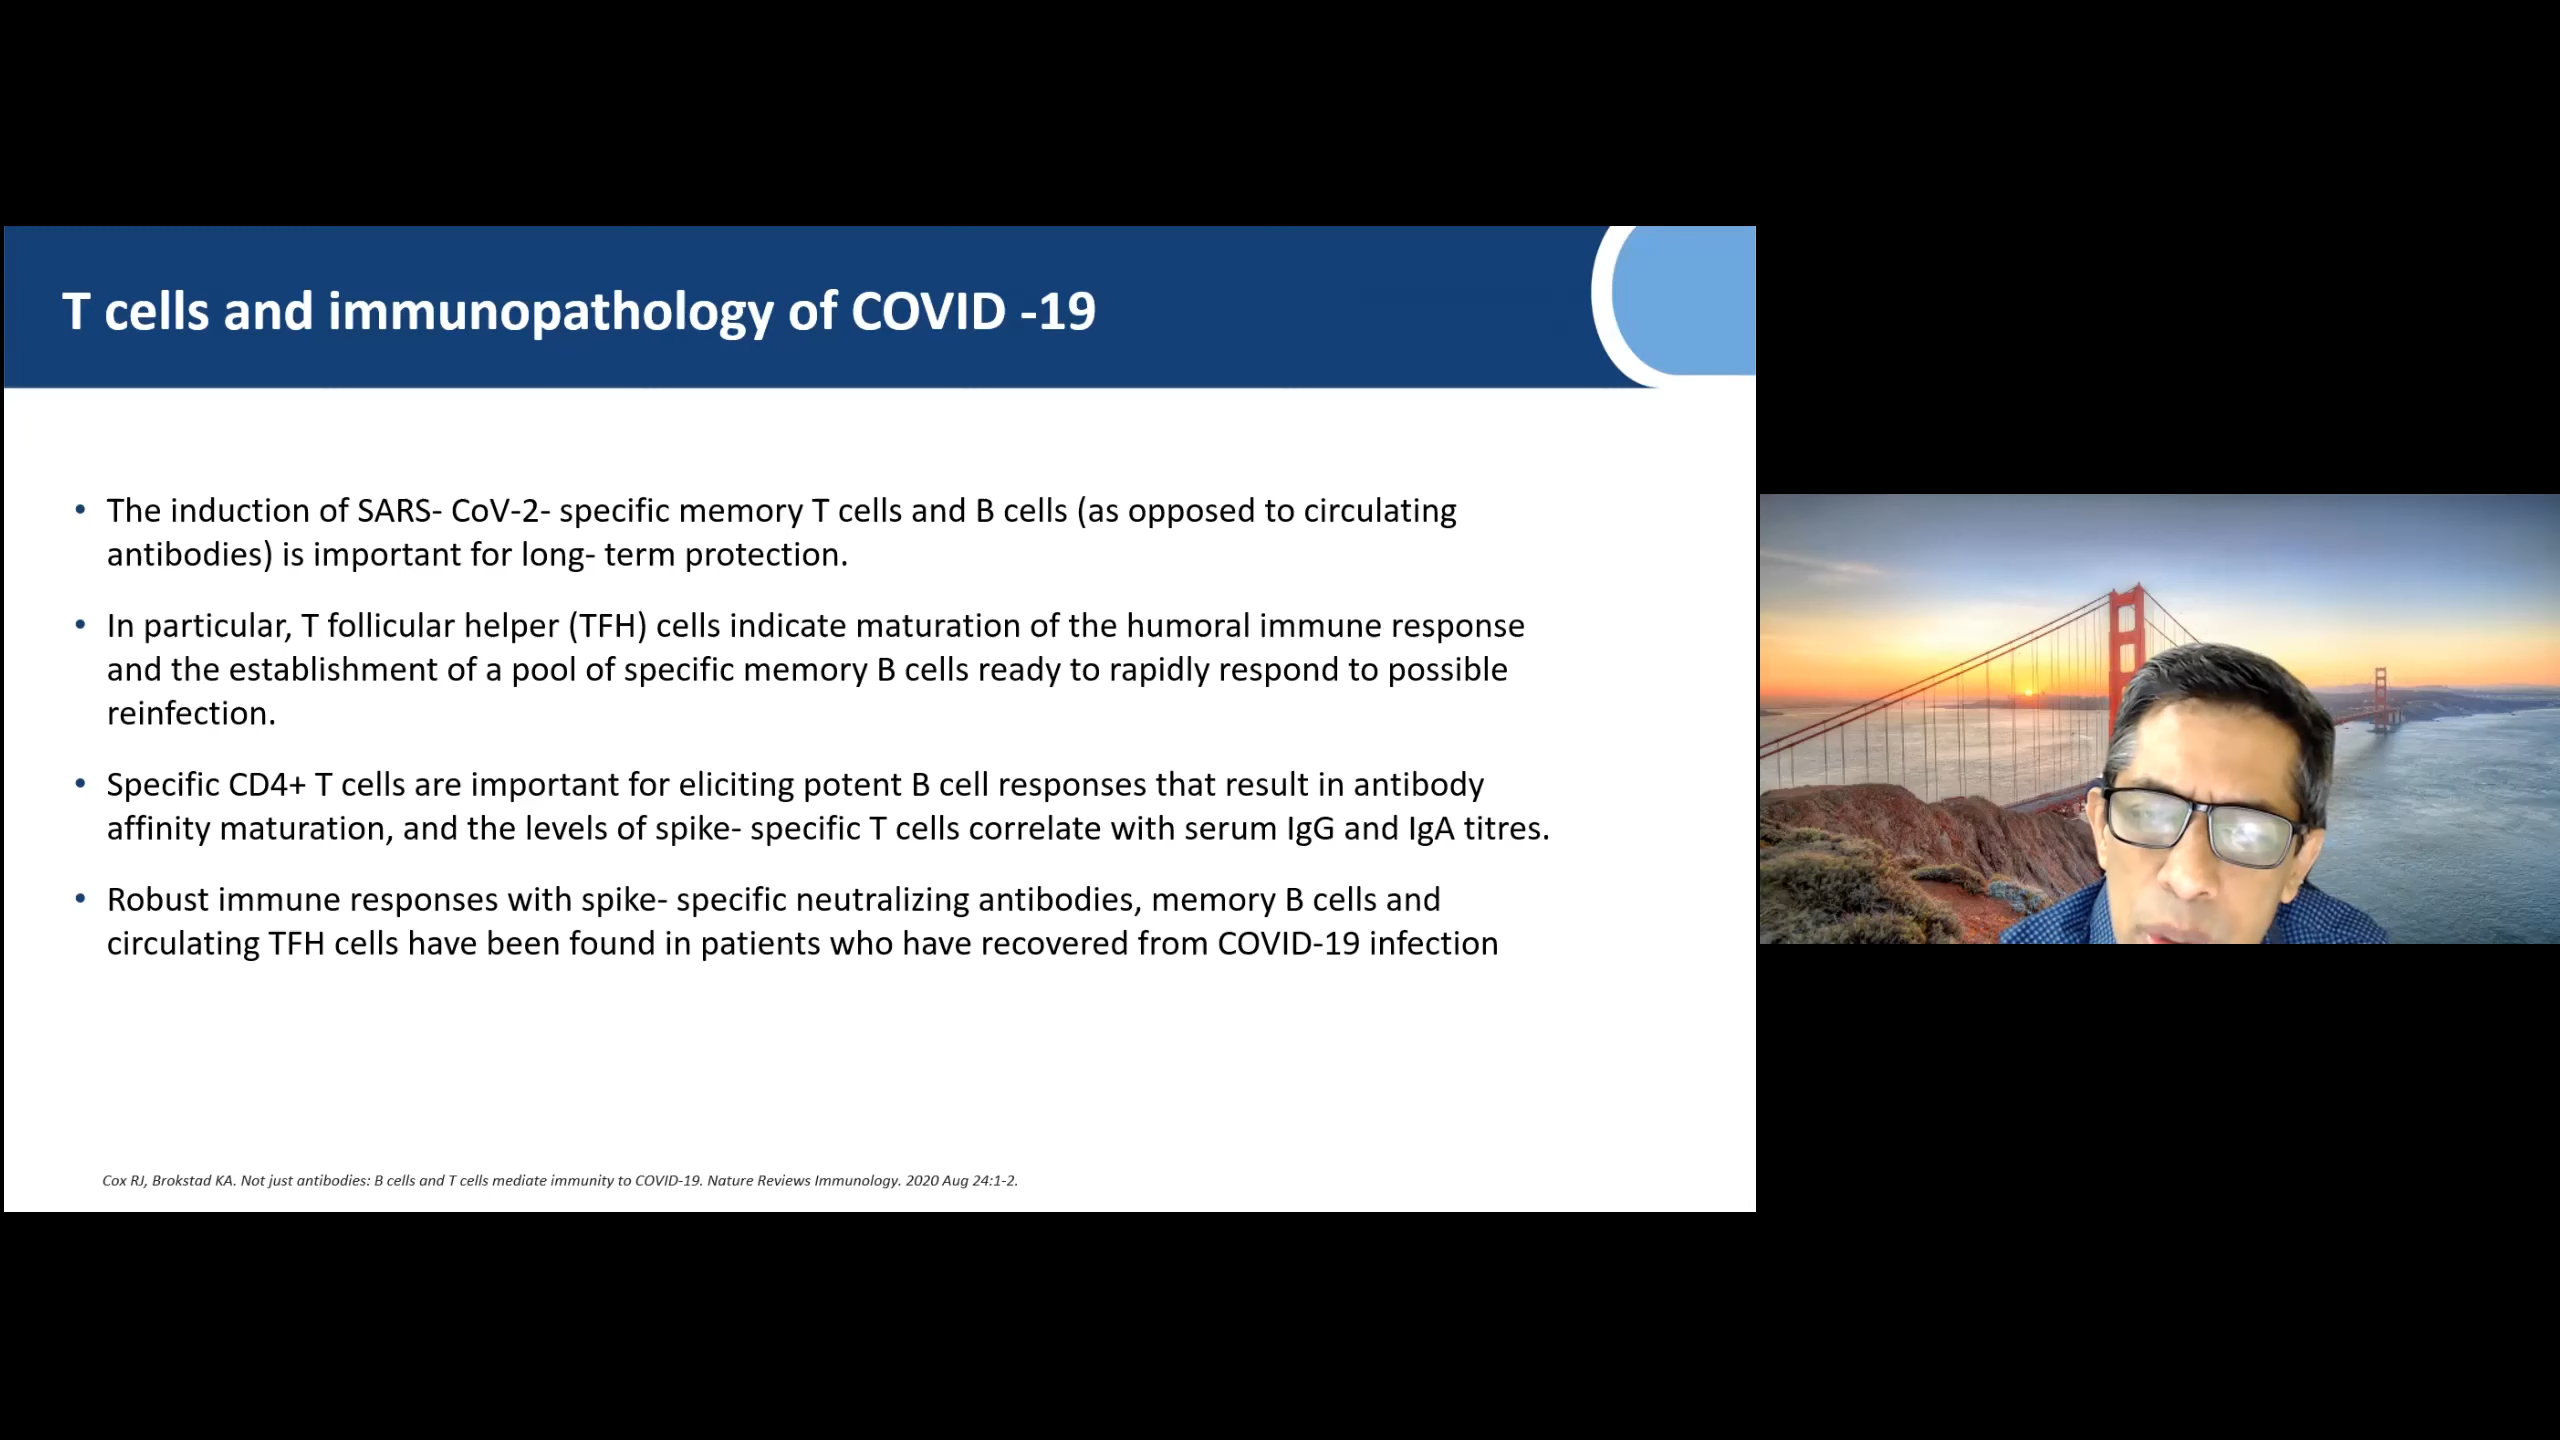 T cells and immunopathology of COVID -19
• The induction of SARS- CoV-2- specific memory T cells and B cells (as opposed to circulating
antibodies) is important for long- term protection.
• In particular, T follicular helper (TFH) cells indicate maturation of the humoral immune response
and the establishment of a pool of specific memory B cells ready to rapidly respond to possible
reinfection.
• Specific CD4+ T cells are important for eliciting potent B cell responses that result in antibody
affinity maturation, and the levels of spike- specific T cells correlate with serum IgG and IgA titres.
• Robust immune responses with spike- specific neutralizing antibodies, memory B cells and
circulating TFH cells have been found in patients who have recovered from COVID-19 infection
Cox RJ, Brokstad KA. Not just antibodies: B cells and T cells mediate immunity to COVID-19. Nature Reviews Immunology. 2020 Aug 24:1-2.